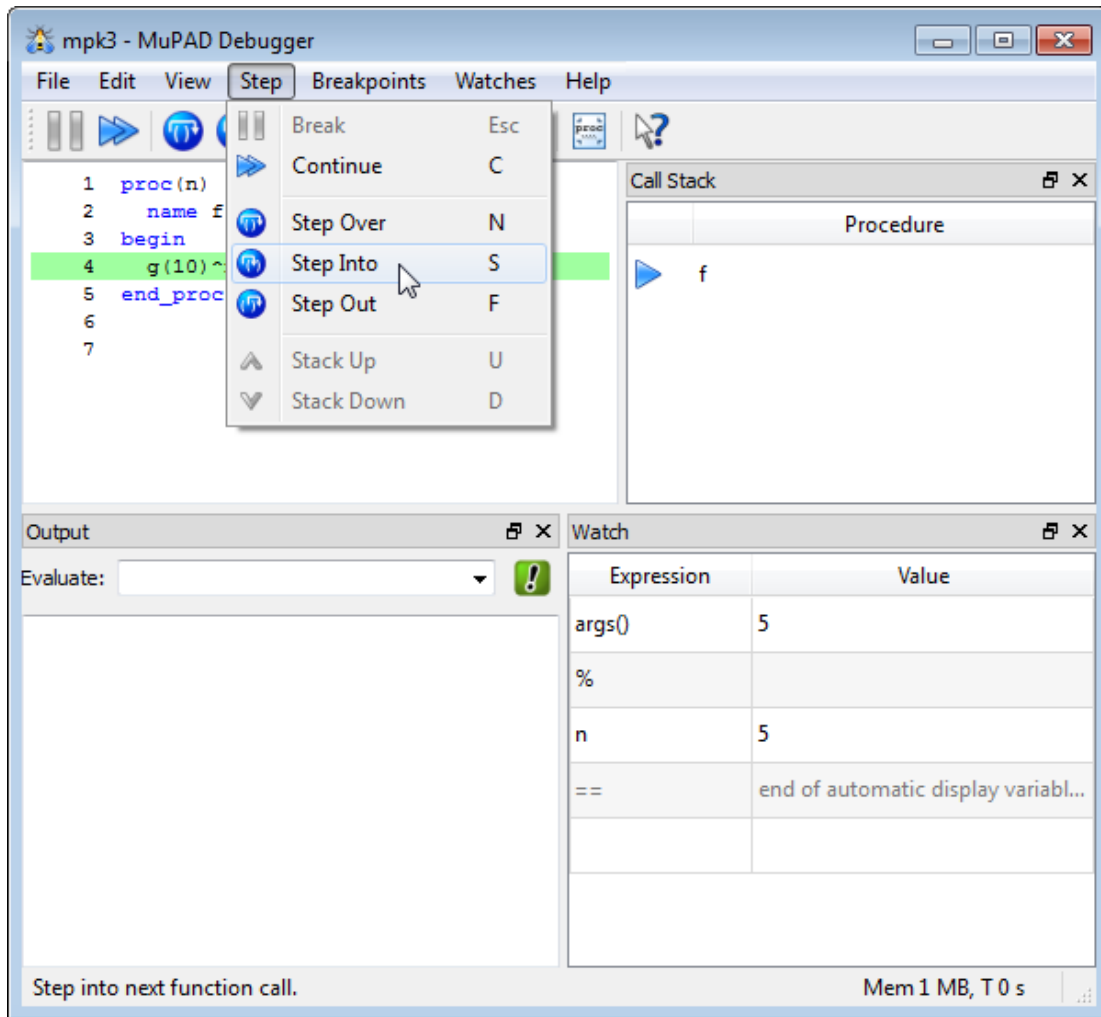 mpk3 - MuPAD Debugger
File Edit View Step Breakpoints Watches Help
proc
Break Esc
Continue C
Step Over N
Step Into S
Step Out F
Stack Up U
Stack Down D
1 proc(n)
2 name f
3 begin
4 g(10)^
5 end_proc
6
7
Call Stack
Procedure
f
Output
Evaluate:
Watch
Expression Value
args() 5
%
n 5
== end of automatic display variabl...
Step into next function call. Mem 1 MB, T 0 s